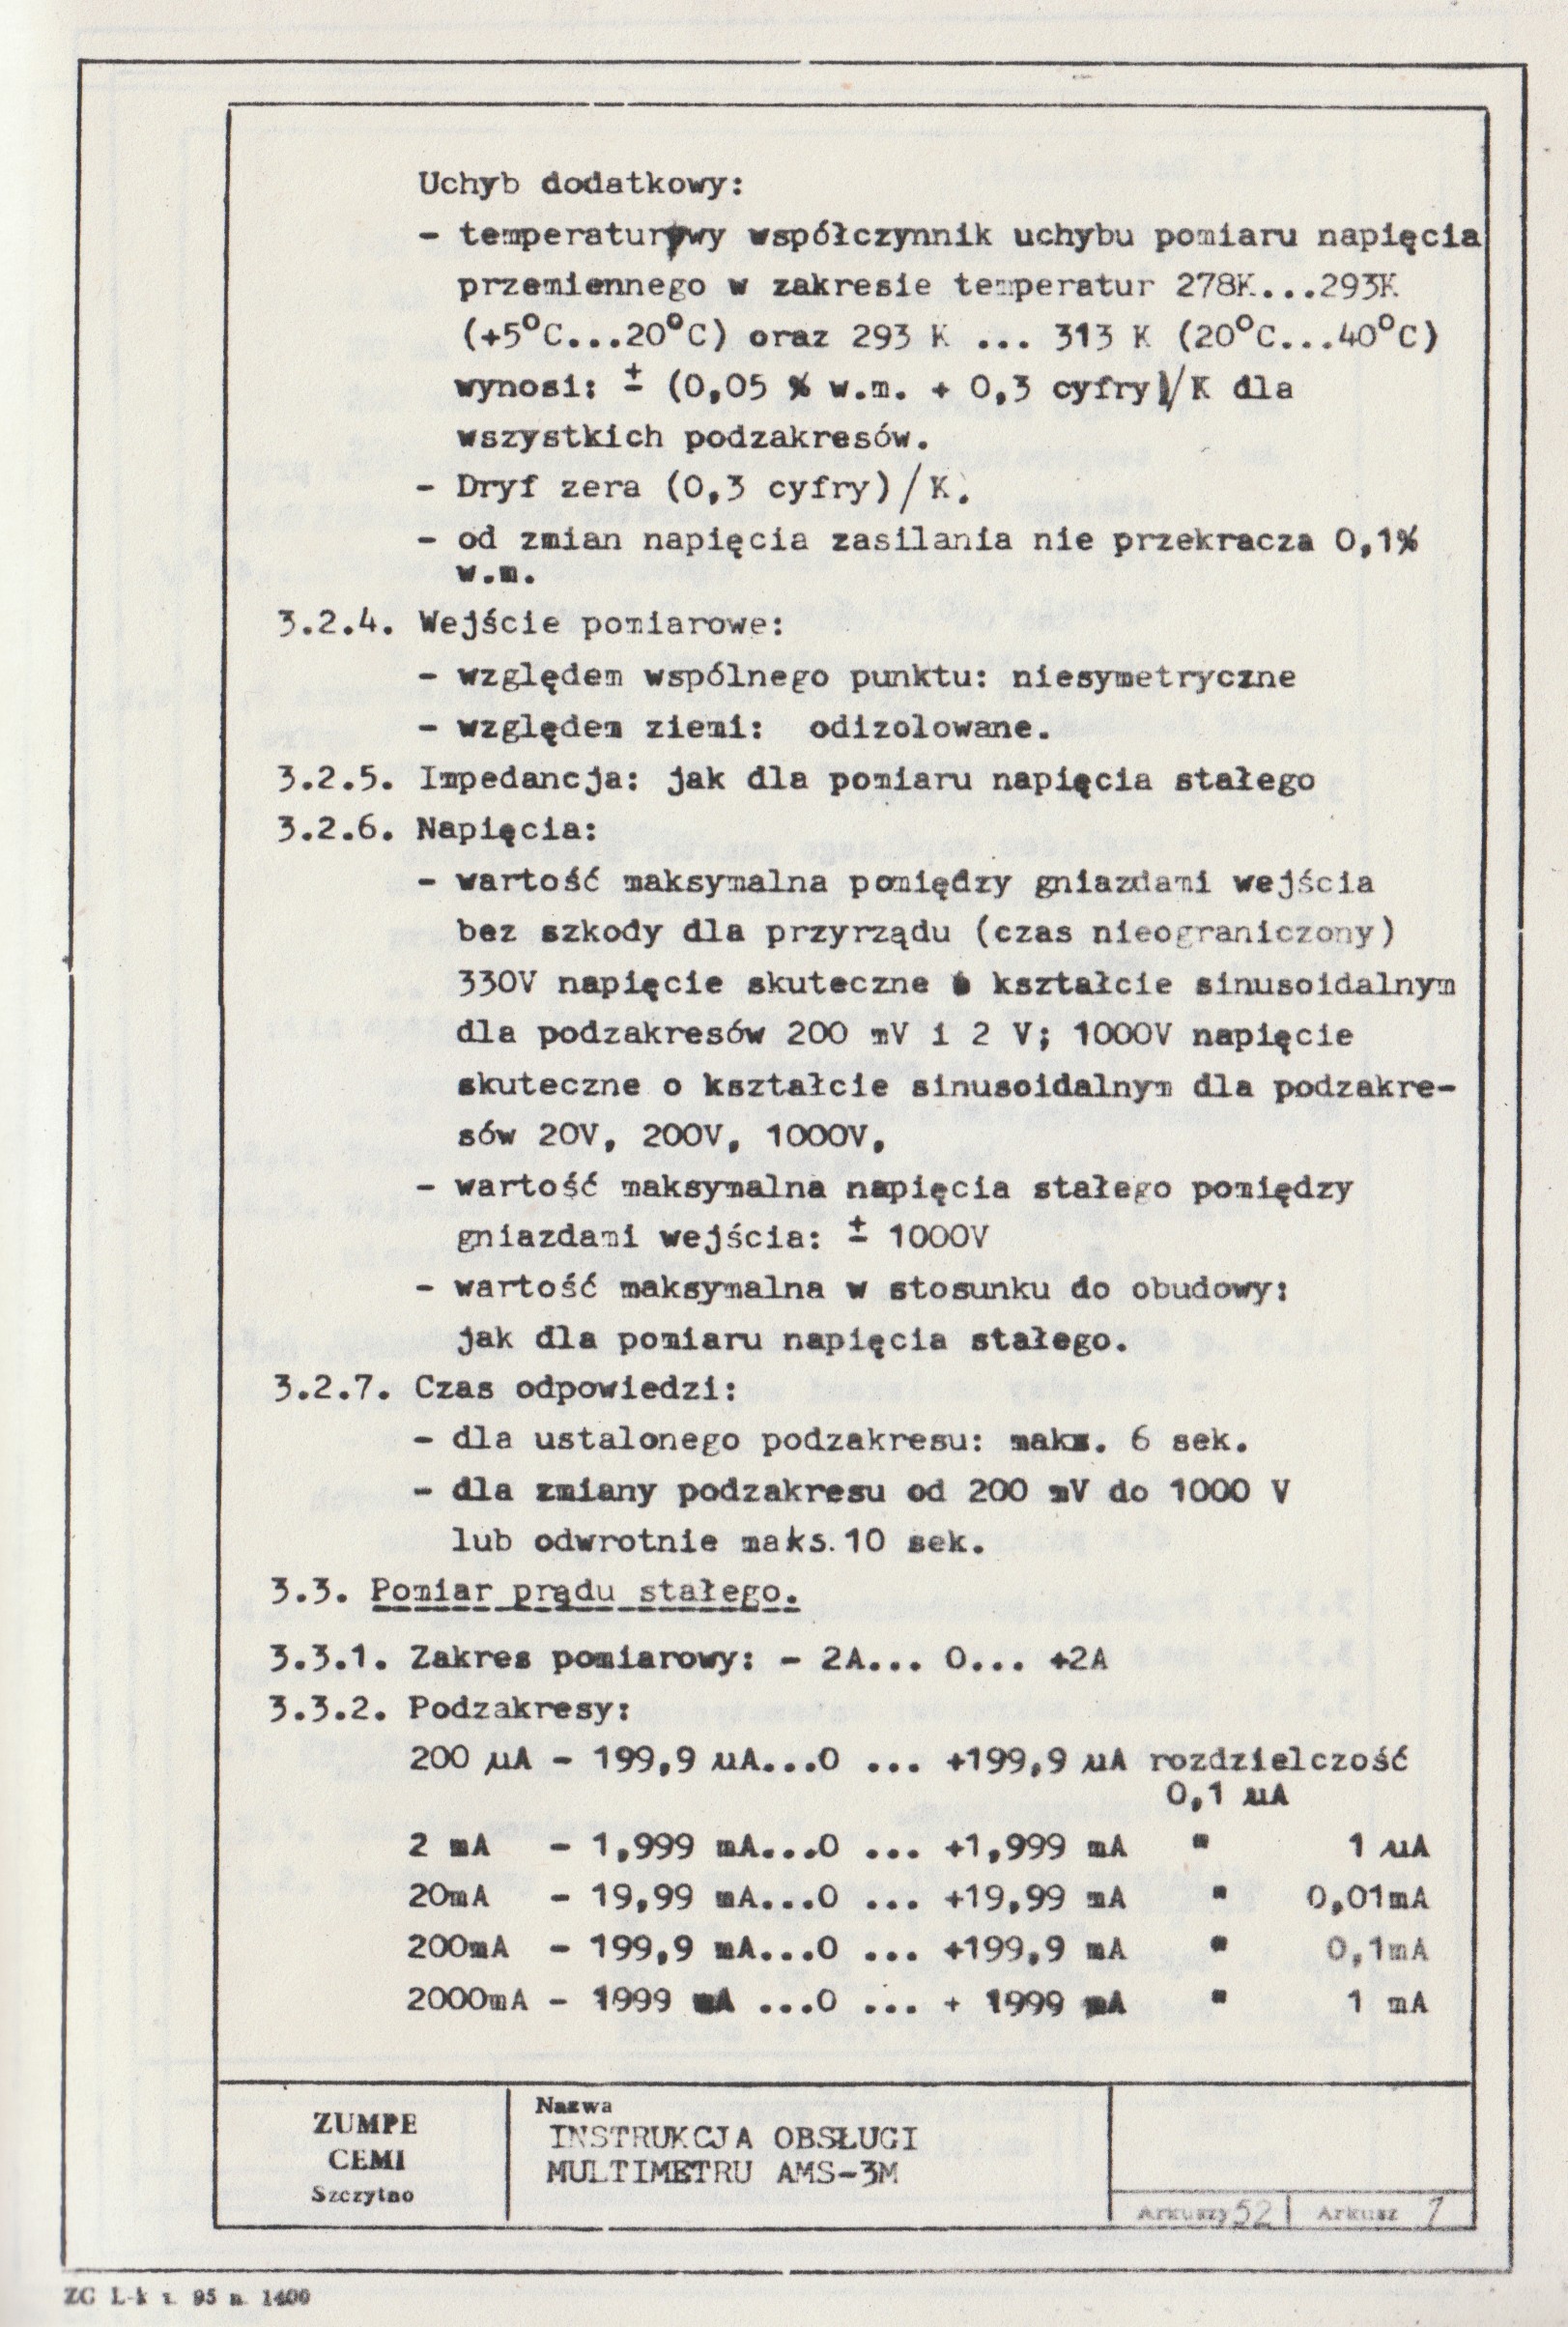 Uchyb dodatkowy:
- temperaturowy współczynnik uchybu pomiaru napięcia
przemiennego w zakresie temperatur 278K...293K
(+5°C...20°C) oraz 293 K ... 313 K (20°C...40°C)
wynosi: ± (0,05 % w.m. + 0,3 cyfry)/K dla
wszystkich podzakresów.
- Dryf zera (0,3 cyfry)/K.
- od zmian napięcia zasilania nie przekracza 0,1%
w.m.
3.2.4. Wejście pomiarowe:
- względem wspólnego punktu: niesymetryczne
- względem ziemi: odizolowane.
3.2.5. Impedancja: jak dla pomiaru napięcia stałego
3.2.6. Napięcia:
- wartość maksymalna pomiędzy gniazdami wejścia
bez szkody dla przyrządu (czas nieograniczony)
330V napięcie skuteczne o kształcie sinusoidalnym
dla podzakresów 200 mV i 2 V; 1000V napięcie
skuteczne o kształcie sinusoidalnym dla podzakre-
sów 20V, 200V, 1000V,
- wartość maksymalna napięcia stałego pomiędzy
gniazdami wejścia: ± 1000V
- wartość maksymalna w stosunku do obudowy:
jak dla pomiaru napięcia stałego.
3.2.7. Czas odpowiedzi:
- dla ustalonego podzakresu: maks. 6 sek.
- dla zmiany podzakresu od 200 mV do 1000 V
lub odwrotnie maks.10 sek.
3.3. Pomiar prądu stałego.
3.3.1. Zakres pomiarowy: - 2A... 0... +2A
3.3.2. Podzakresy:
200 µA - 199,9 µA...0 ... +199,9 µA rozdzielczość
0,1 µA
2 mA - 1,999 mA...0 ... +1,999 mA " 1 µA
20mA - 19,99 mA...0 ... +19,99 mA " 0,01mA
200mA - 199,9 mA...0 ... +199,9 mA " 0,1mA
2000mA - 1999 mA ...0 ... + 1999 mA " 1 mA
ZUMPE
CEMI
Szczytno
Nazwa
INSTRUKCJA OBSŁUGI
MULTIMETRU AMS-3M
Arkuszy 52 Arkusz 7
ZG L-k z. 95 n. 1400